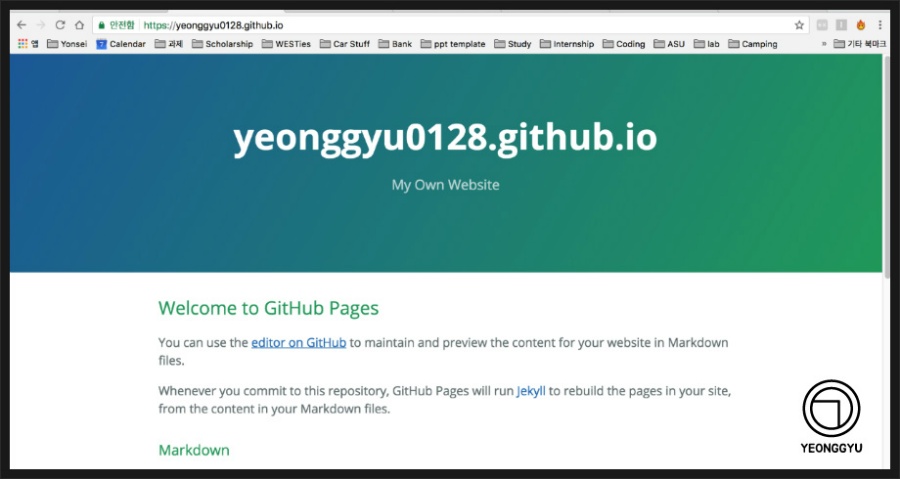 안전함 https://yeonggyu0128.github.io
앱 Yonsei Calendar 과제 Scholarship WESTies Car Stuff Bank ppt template Study Internship Coding ASU lab Camping » 기타 북마크
yeonggyu0128.github.io
My Own Website
Welcome to GitHub Pages
You can use the editor on GitHub to maintain and preview the content for your website in Markdown
files.
Whenever you commit to this repository, GitHub Pages will run Jekyll to rebuild the pages in your site,
from the content in your Markdown files.
Markdown
YEONGGYU